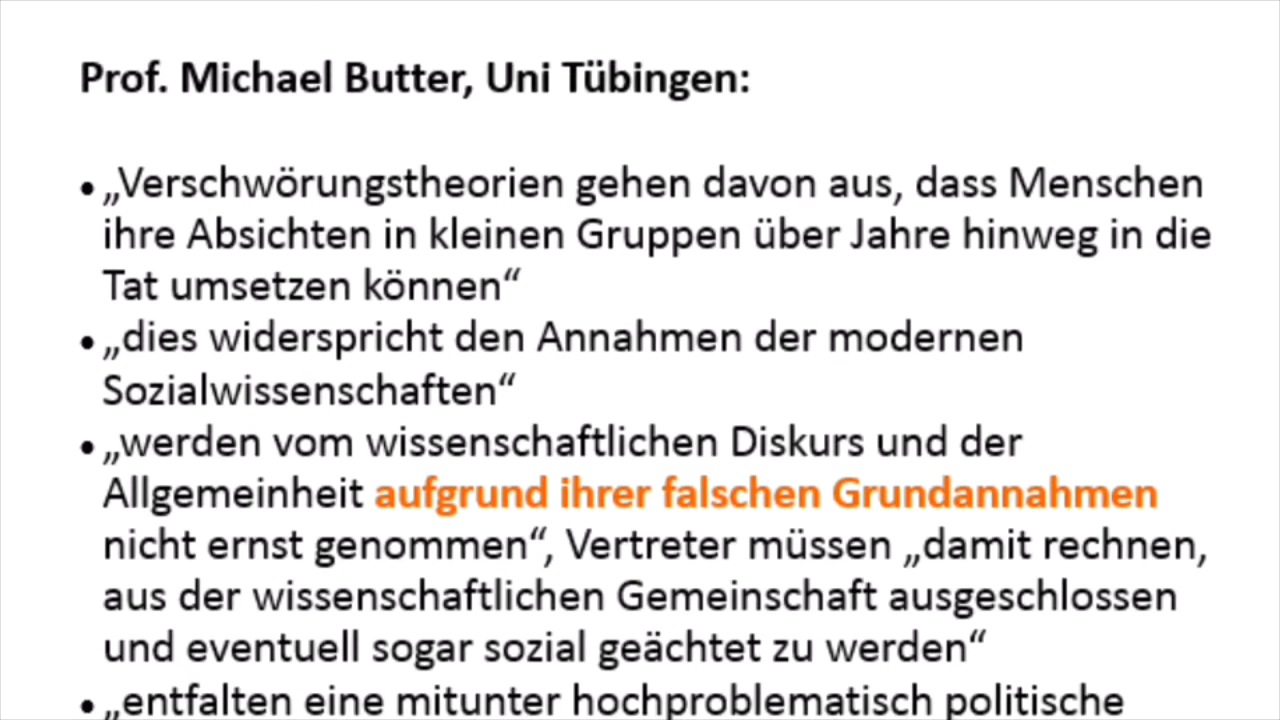 Prof. Michael Butter, Uni Tübingen:
• „Verschwörungstheorien gehen davon aus, dass Menschen
ihre Absichten in kleinen Gruppen über Jahre hinweg in die
Tat umsetzen können“
• „dies widerspricht den Annahmen der modernen
Sozialwissenschaften“
• „werden vom wissenschaftlichen Diskurs und der
Allgemeinheit aufgrund ihrer falschen Grundannahmen
nicht ernst genommen“, Vertreter müssen „damit rechnen,
aus der wissenschaftlichen Gemeinschaft ausgeschlossen
und eventuell sogar sozial geächtet zu werden“
• „entfalten eine mitunter hochproblematisch politische